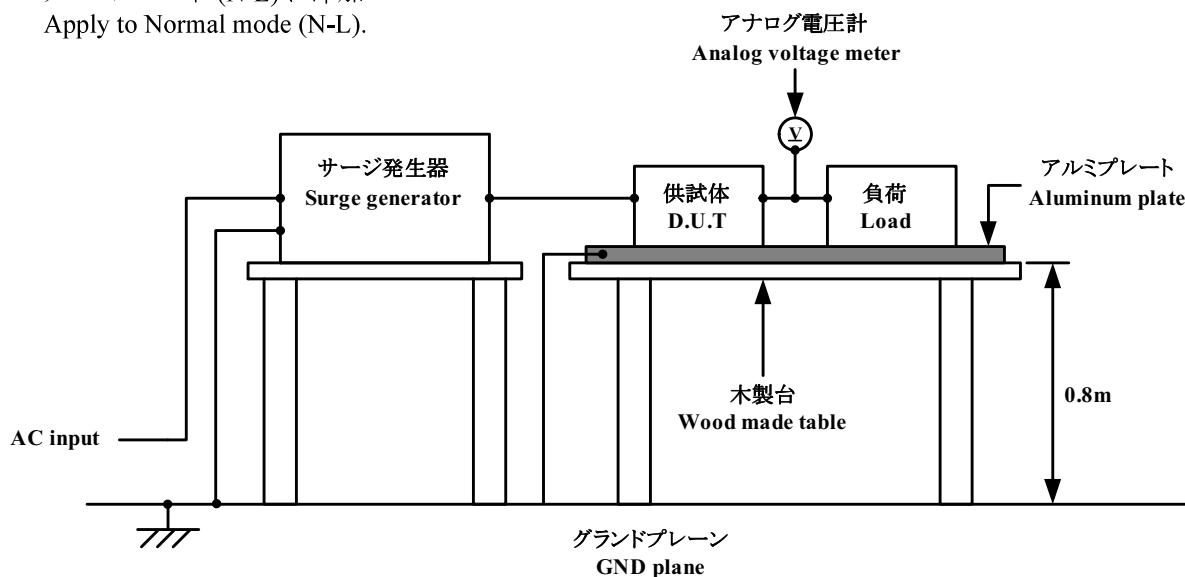 (N-L)
Apply to Normal mode (N-L).
アナログ電圧計
Analog voltage meter
V
サージ発生器
Surge generator
供試体
D.U.T
負荷
Load
アルミプレート
Aluminum plate
木製台
Wood made table
0.8m
AC input
グランドプレーン
GND plane